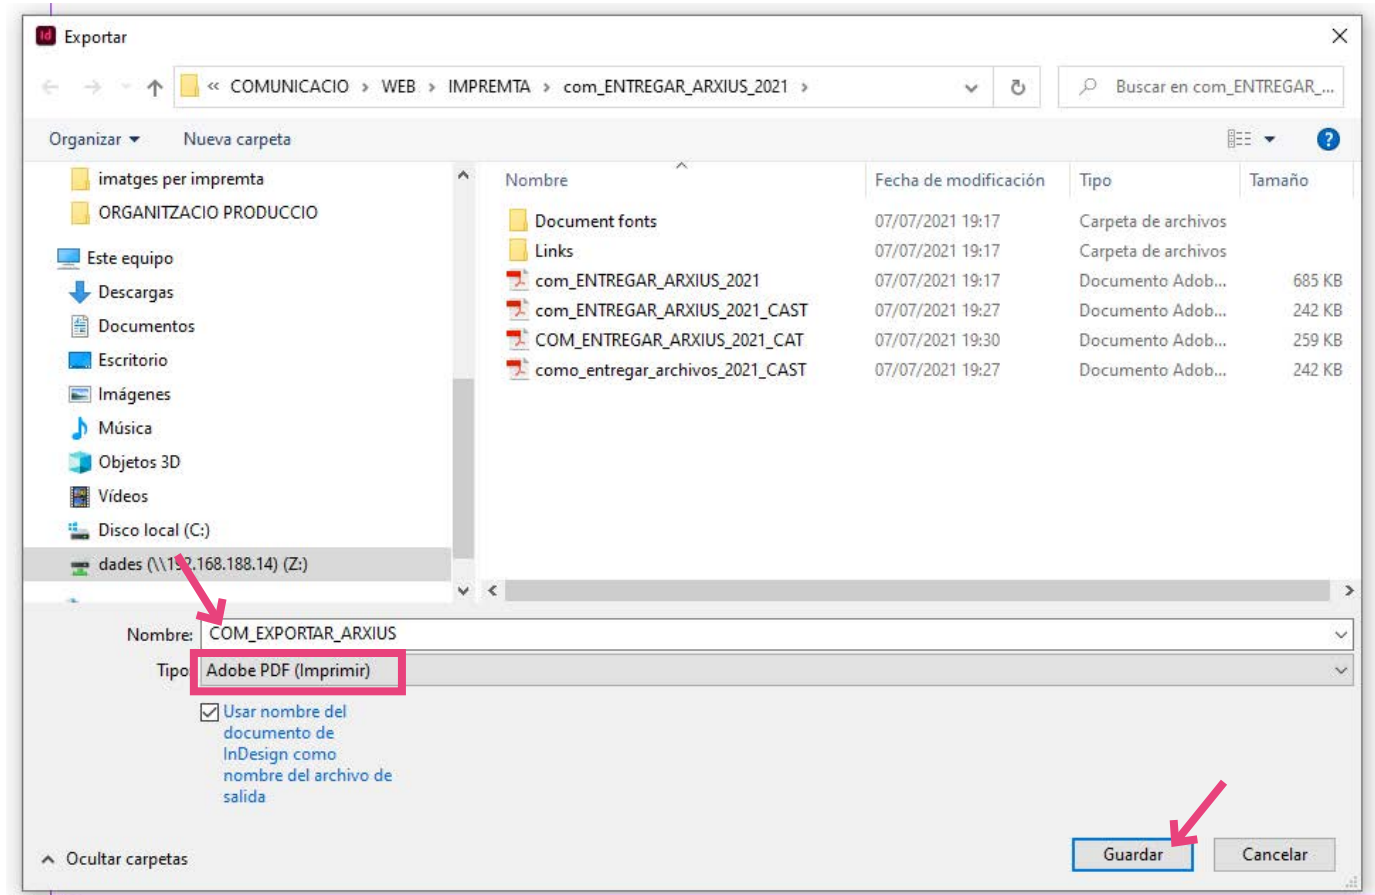 Id Exportar
« COMUNICACIO › WEB › IMPREMTA › com_ENTREGAR_ARXIUS_2021 ›
Buscar en com_ENTREGAR_...
Organizar Nueva carpeta
?
imatges per impremta
ORGANITZACIO PRODUCCIO
Este equipo
Descargas
Documentos
Escritorio
Imágenes
Música
Objetos 3D
Vídeos
Disco local (C:)
dades (\\192.168.188.14) (Z:)
Nombre Fecha de modificación Tipo Tamaño
Document fonts 07/07/2021 19:17 Carpeta de archivos
Links 07/07/2021 19:17 Carpeta de archivos
com_ENTREGAR_ARXIUS_2021 07/07/2021 19:17 Documento Adob... 685 KB
com_ENTREGAR_ARXIUS_2021_CAST 07/07/2021 19:27 Documento Adob... 242 KB
COM_ENTREGAR_ARXIUS_2021_CAT 07/07/2021 19:30 Documento Adob... 259 KB
como_entregar_archivos_2021_CAST 07/07/2021 19:27 Documento Adob... 242 KB
Nombre: COM_EXPORTAR_ARXIUS
Tipo Adobe PDF (Imprimir)
Usar nombre del
documento de
InDesign como
nombre del archivo de
salida
Ocultar carpetas
Guardar Cancelar